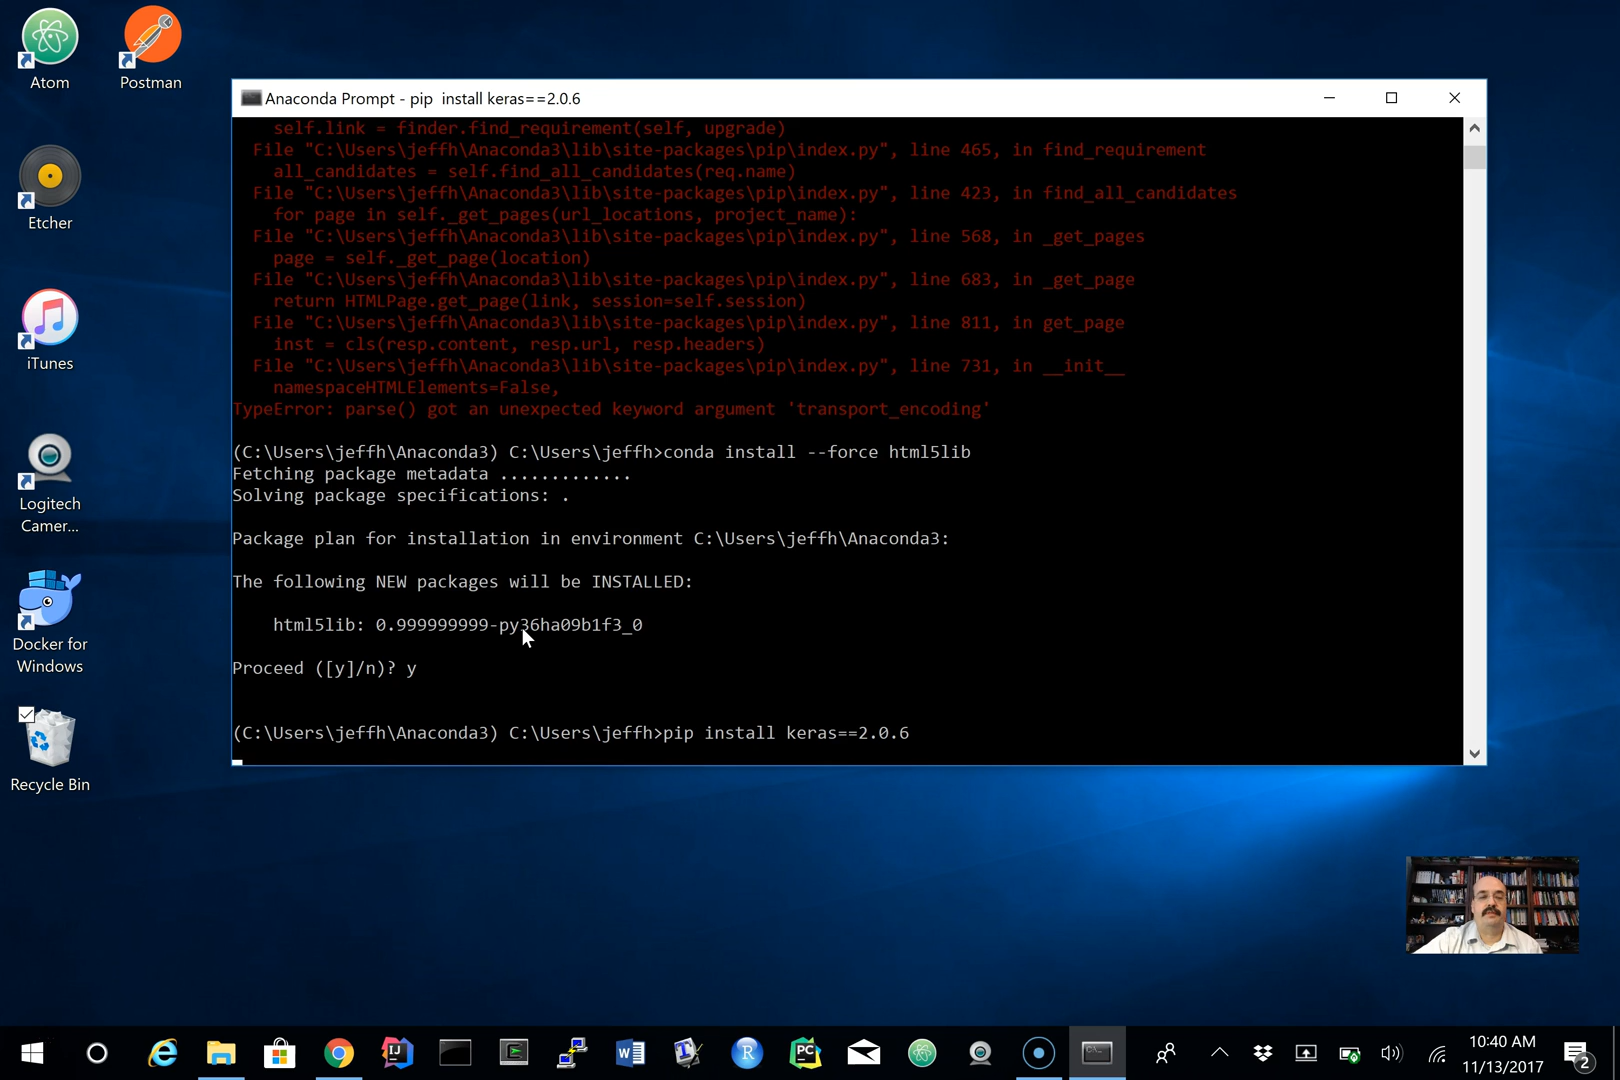 Atom
Postman
Etcher
iTunes
Logitech
Camer...
Docker for
Windows
Recycle Bin
Anaconda Prompt - pip  install keras==2.0.6
    self.link = finder.find_requirement(self, upgrade)
  File "C:\Users\jeffh\Anaconda3\lib\site-packages\pip\index.py", line 465, in find_requirement
    all_candidates = self.find_all_candidates(req.name)
  File "C:\Users\jeffh\Anaconda3\lib\site-packages\pip\index.py", line 423, in find_all_candidates
    for page in self._get_pages(url_locations, project_name):
  File "C:\Users\jeffh\Anaconda3\lib\site-packages\pip\index.py", line 568, in _get_pages
    page = self._get_page(location)
  File "C:\Users\jeffh\Anaconda3\lib\site-packages\pip\index.py", line 683, in _get_page
    return HTMLPage.get_page(link, session=self.session)
  File "C:\Users\jeffh\Anaconda3\lib\site-packages\pip\index.py", line 811, in get_page
    inst = cls(resp.content, resp.url, resp.headers)
  File "C:\Users\jeffh\Anaconda3\lib\site-packages\pip\index.py", line 731, in __init__
    namespaceHTMLElements=False,
TypeError: parse() got an unexpected keyword argument 'transport_encoding'
(C:\Users\jeffh\Anaconda3) C:\Users\jeffh>conda install --force html5lib
Fetching package metadata .............
Solving package specifications: .
Package plan for installation in environment C:\Users\jeffh\Anaconda3:
The following NEW packages will be INSTALLED:
    html5lib: 0.999999999-py36ha09b1f3_0
Proceed ([y]/n)? y
(C:\Users\jeffh\Anaconda3) C:\Users\jeffh>pip install keras==2.0.6
10:40 AM
11/13/2017
2